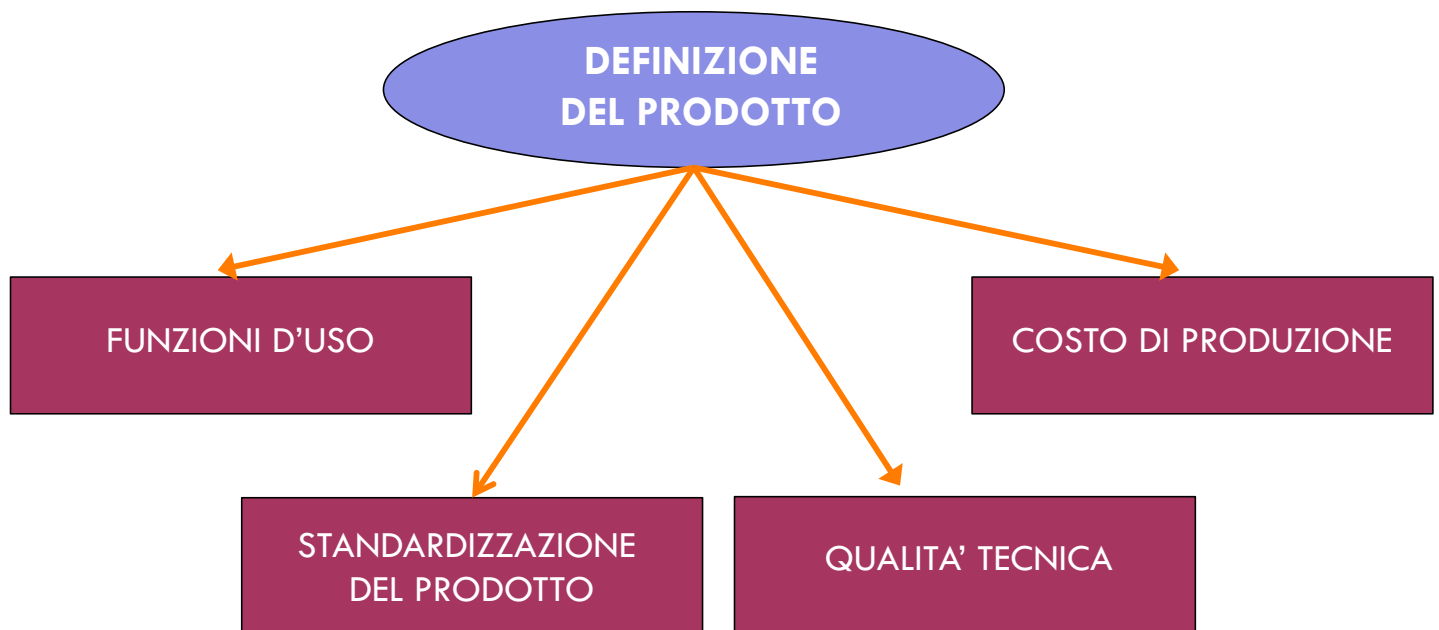 DEFINIZIONE
DEL PRODOTTO
FUNZIONI D’USO
COSTO DI PRODUZIONE
STANDARDIZZAZIONE
DEL PRODOTTO
QUALITA’ TECNICA